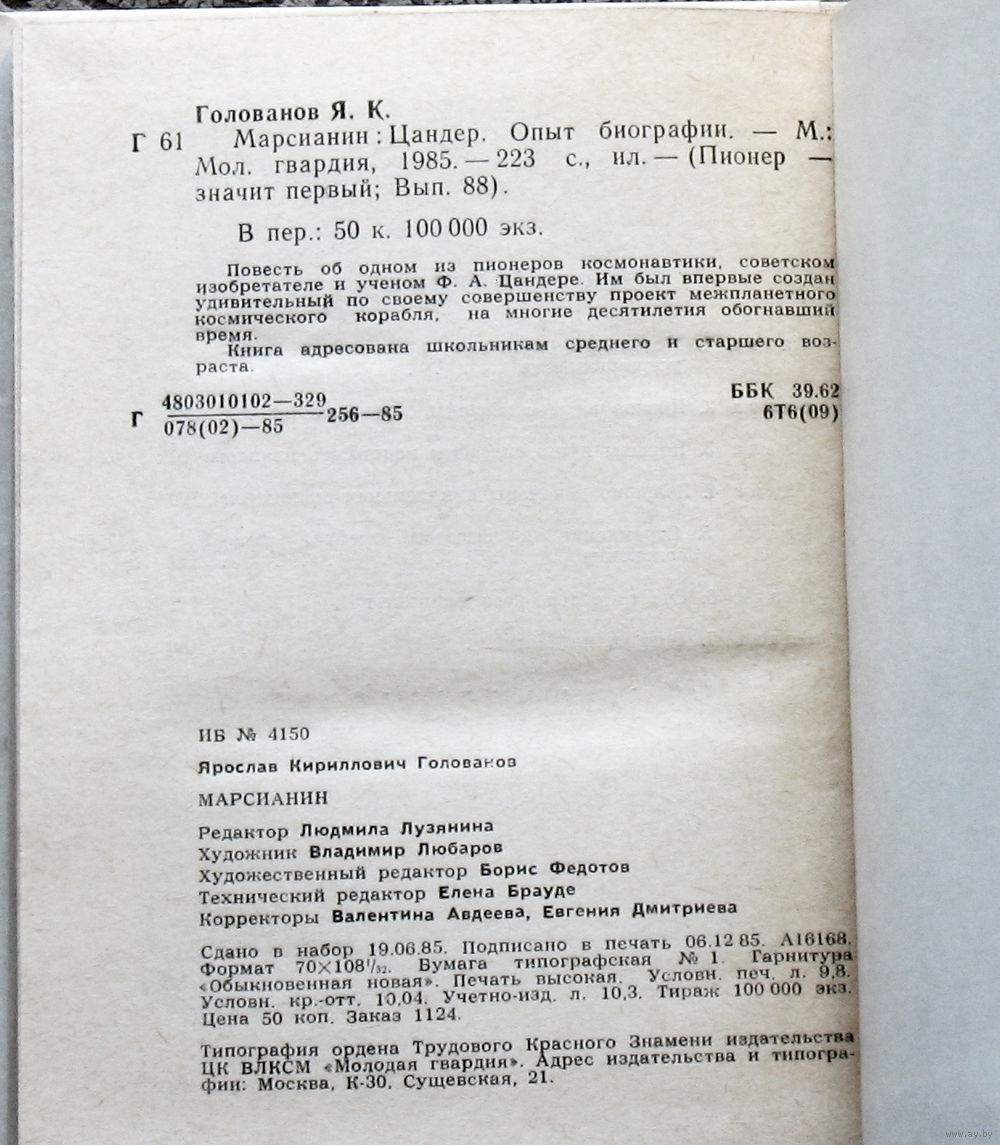 Голованов Я. К.
Г 61 Марсианин : Цандер. Опыт биографии. — М.:
Мол. гвардия, 1985. — 223 с., ил. — (Пионер —
значит первый; Вып. 88).
В пер.: 50 к. 100 000 экз.
Повесть об одном из пионеров космонавтики, советском
изобретателе и ученом Ф. А. Цандере. Им был впервые создан
удивительный по своему совершенству проект межпланетного
космического корабля, на многие десятилетия обогнавший
время.
Книга адресована школьникам среднего и старшего воз-
раста.
Г 4803010102—329
078(02)—85 256—85
ББК 39.62
6Т6(09)
ИБ № 4150
Ярослав Кириллович Голованов
МАРСИАНИН
Редактор Людмила Лузянина
Художник Владимир Любаров
Художественный редактор Борис Федотов
Технический редактор Елена Брауде
Корректоры Валентина Авдеева, Евгения Дмитриева
Сдано в набор 19.06.85. Подписано в печать 06.12 85. А16168.
Формат 70×108¹/₃₂. Бумага типографская № 1. Гарнитура
«Обыкновенная новая». Печать высокая. Условн. печ. л. 9,8.
Условн. кр.-отт. 10,04. Учетно-изд. л. 10,3. Тираж 100 000 экз.
Цена 50 коп. Заказ 1124.
Типография ордена Трудового Красного Знамени издательства
ЦК ВЛКСМ «Молодая гвардия». Адрес издательства и типогра-
фии: Москва, К-30, Сущевская, 21.
www.ay.by